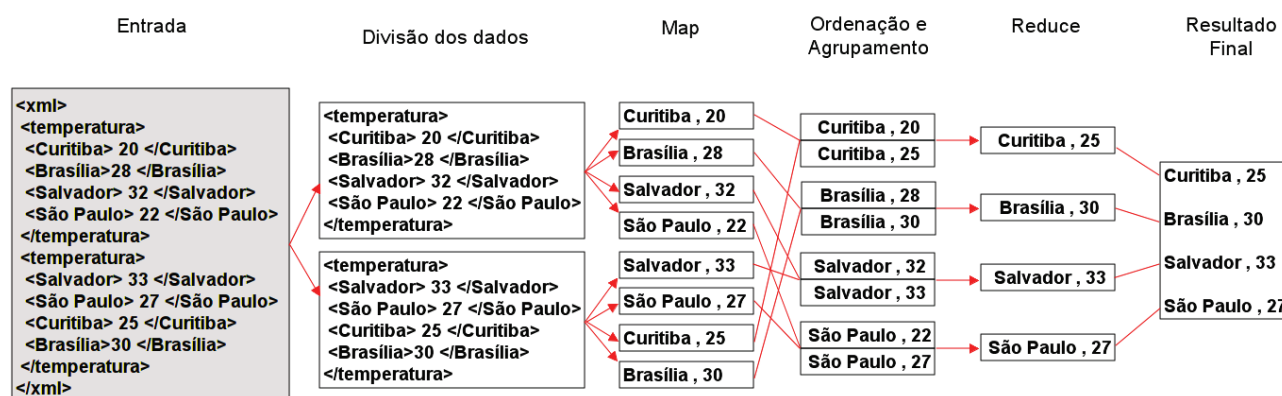 Entrada
Divisão dos dados
Map
Ordenação e
Agrupamento
Reduce
Resultado
Final
<xml>
<temperatura>
<Curitiba> 20 </Curitiba>
<Brasília>28 </Brasília>
<Salvador> 32 </Salvador>
<São Paulo> 22 </São Paulo>
</temperatura>
<temperatura>
<Salvador> 33 </Salvador>
<São Paulo> 27 </São Paulo>
<Curitiba> 25 </Curitiba>
<Brasília>30 </Brasília>
</temperatura>
</xml>
<temperatura>
<Curitiba> 20 </Curitiba>
<Brasília>28 </Brasília>
<Salvador> 32 </Salvador>
<São Paulo> 22 </São Paulo>
</temperatura>
<temperatura>
<Salvador> 33 </Salvador>
<São Paulo> 27 </São Paulo>
<Curitiba> 25 </Curitiba>
<Brasília>30 </Brasília>
</temperatura>
Curitiba , 20
Brasília , 28
Salvador , 32
São Paulo , 22
Salvador , 33
São Paulo , 27
Curitiba , 25
Brasília , 30
Curitiba , 20
Curitiba , 25
Brasília , 28
Brasília , 30
Salvador , 32
Salvador , 33
São Paulo , 22
São Paulo , 27
Curitiba , 25
Brasília , 30
Salvador , 33
São Paulo , 27
Curitiba , 25
Brasília , 30
Salvador , 33
São Paulo , 27